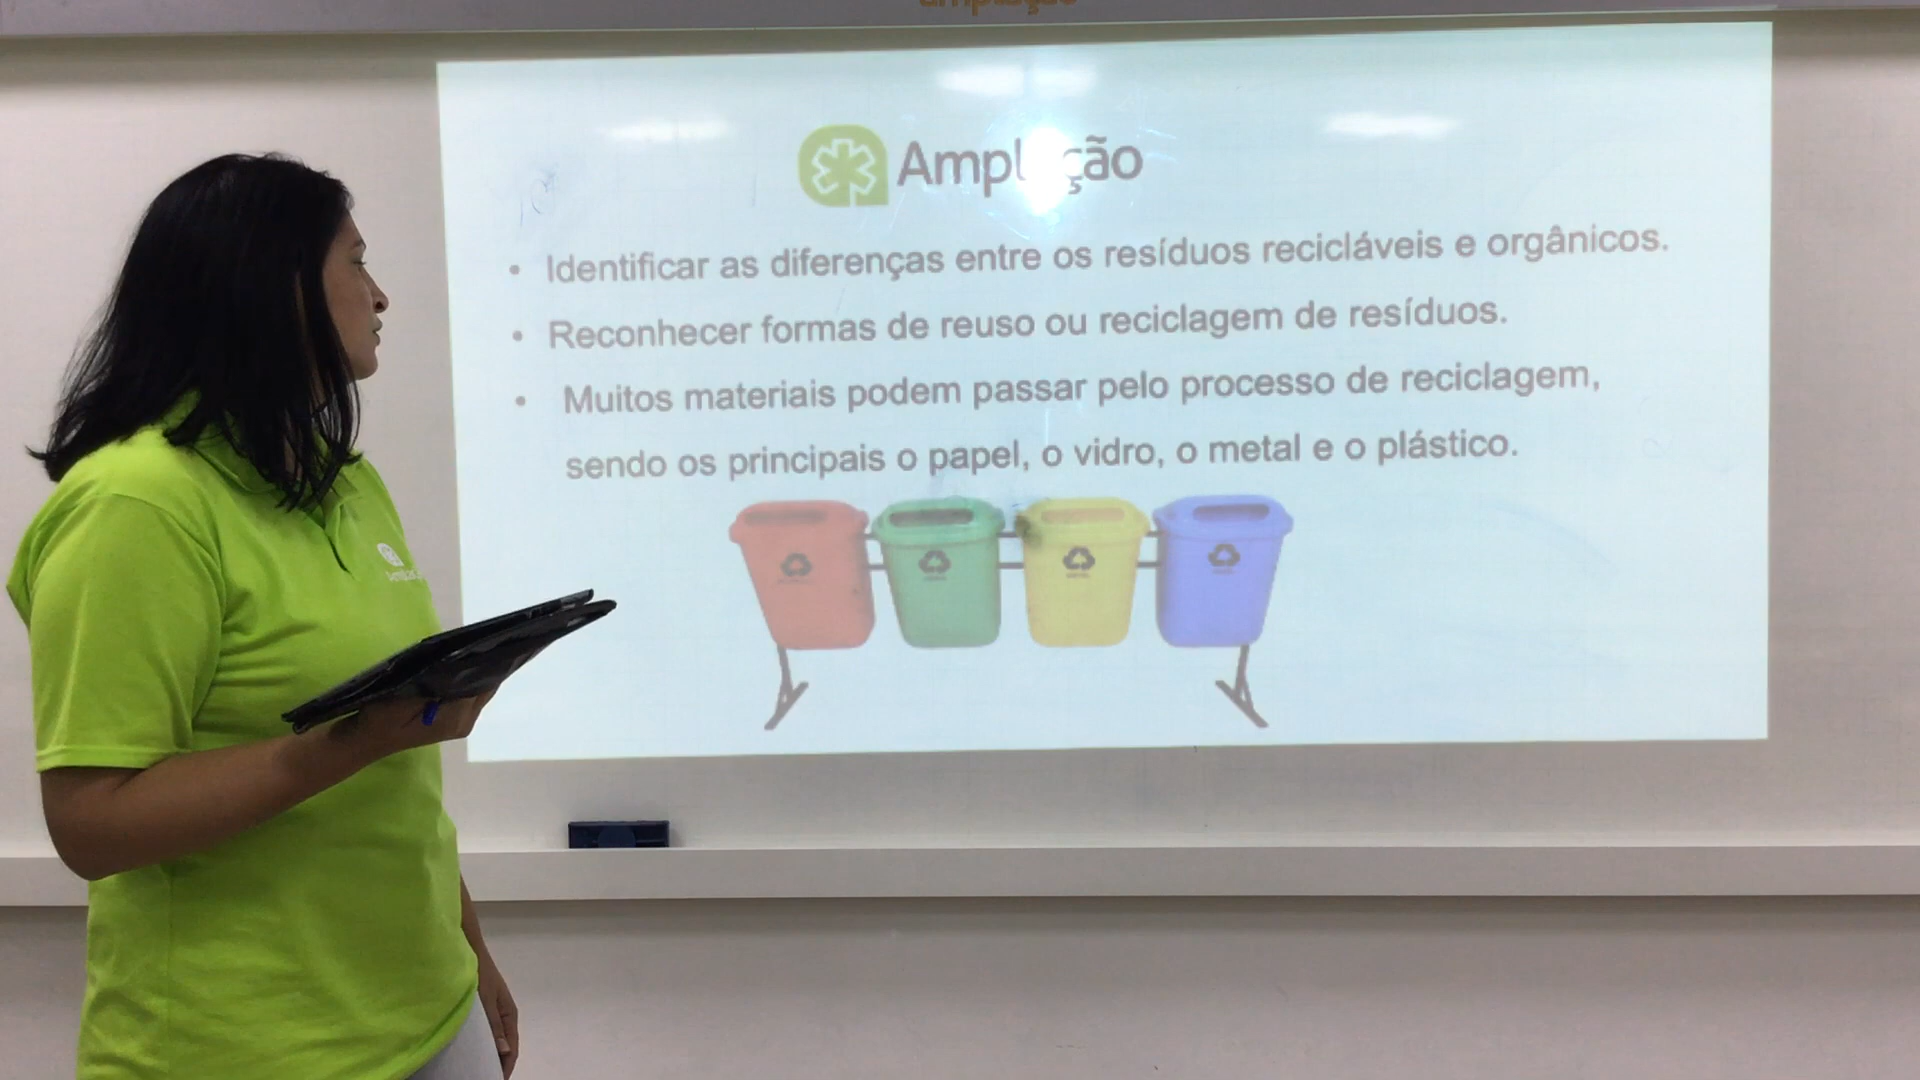 • Identificar as diferenças entre os resíduos recicláveis e orgânicos.
• Reconhecer formas de reuso ou reciclagem de resíduos.
• Muitos materiais podem passar pelo processo de reciclagem,
sendo os principais o papel, o vidro, o metal e o plástico.